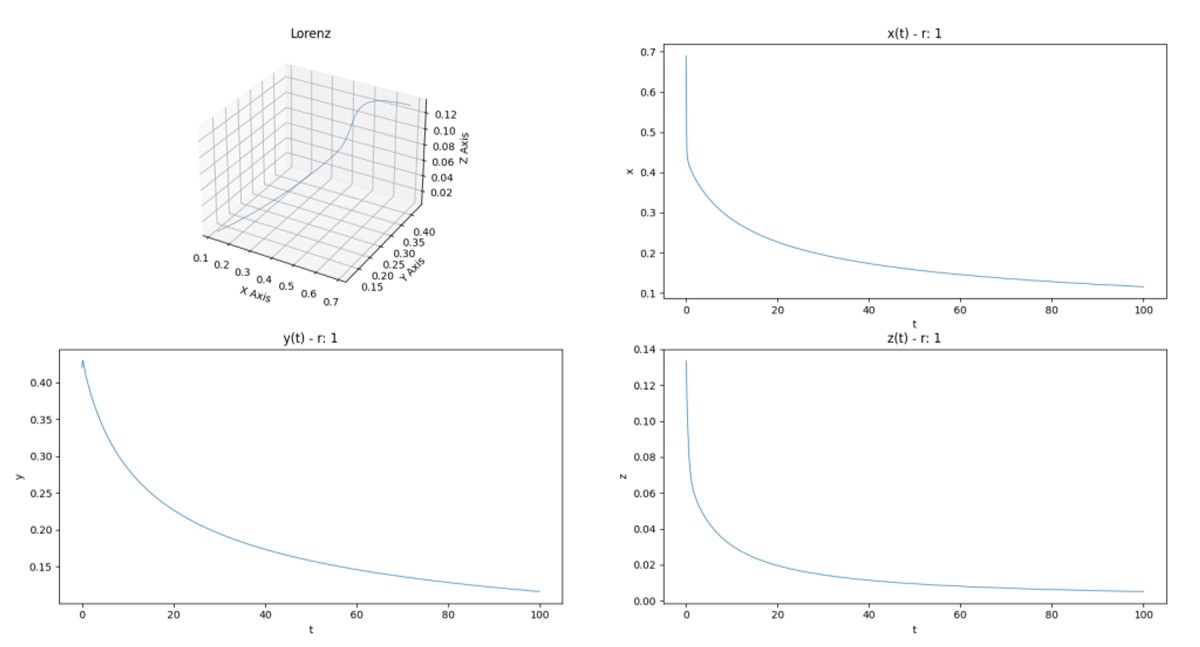 Lorenz
0.12
0.10
0.08
0.06
0.04
0.02
Z Axis
0.40
0.35
0.30
0.25
0.20
0.15
Y Axis
0.1 0.2 0.3 0.4 0.5 0.6 0.7
X Axis
x(t) - r: 1
0.7
0.6
0.5
0.4
0.3
0.2
0.1
x
0 20 40 60 80 100
t
y(t) - r: 1
0.40
0.35
0.30
0.25
0.20
0.15
y
0 20 40 60 80 100
t
z(t) - r: 1
0.14
0.12
0.10
0.08
0.06
0.04
0.02
0.00
z
0 20 40 60 80 100
t